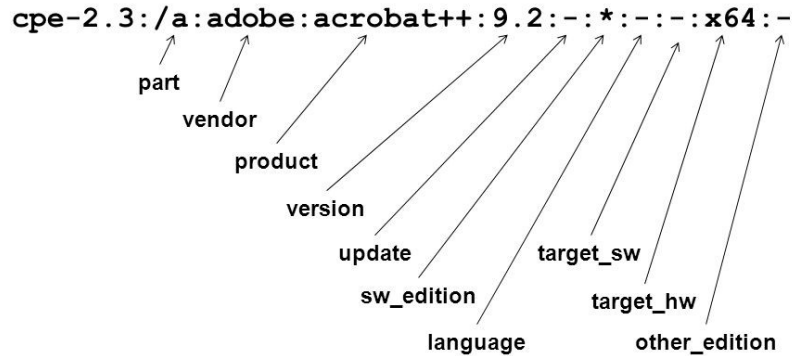 cpe-2.3:/a:adobe:acrobat++:9.2:-:*:-:-:x64:-
part
vendor
product
version
update
target_sw
sw_edition
target_hw
language
other_edition